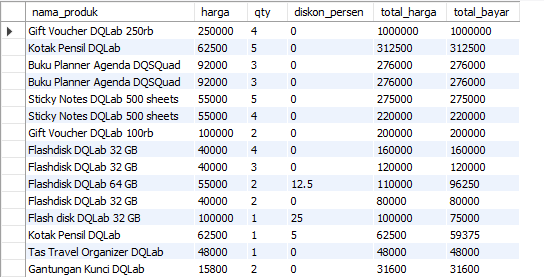 nama_produk harga qty diskon_persen total_harga total_bayar
Gift Voucher DQLab 250rb 250000 4 0 1000000 1000000
Kotak Pensil DQLab 62500 5 0 312500 312500
Buku Planner Agenda DQSQuad 92000 3 0 276000 276000
Buku Planner Agenda DQSQuad 92000 3 0 276000 276000
Sticky Notes DQLab 500 sheets 55000 5 0 275000 275000
Sticky Notes DQLab 500 sheets 55000 4 0 220000 220000
Gift Voucher DQLab 100rb 100000 2 0 200000 200000
Flashdisk DQLab 32 GB 40000 4 0 160000 160000
Flashdisk DQLab 32 GB 40000 3 0 120000 120000
Flashdisk DQLab 64 GB 55000 2 12.5 110000 96250
Flashdisk DQLab 32 GB 40000 2 0 80000 80000
Flash disk DQLab 32 GB 100000 1 25 100000 75000
Kotak Pensil DQLab 62500 1 5 62500 59375
Tas Travel Organizer DQLab 48000 1 0 48000 48000
Gantungan Kunci DQLab 15800 2 0 31600 31600